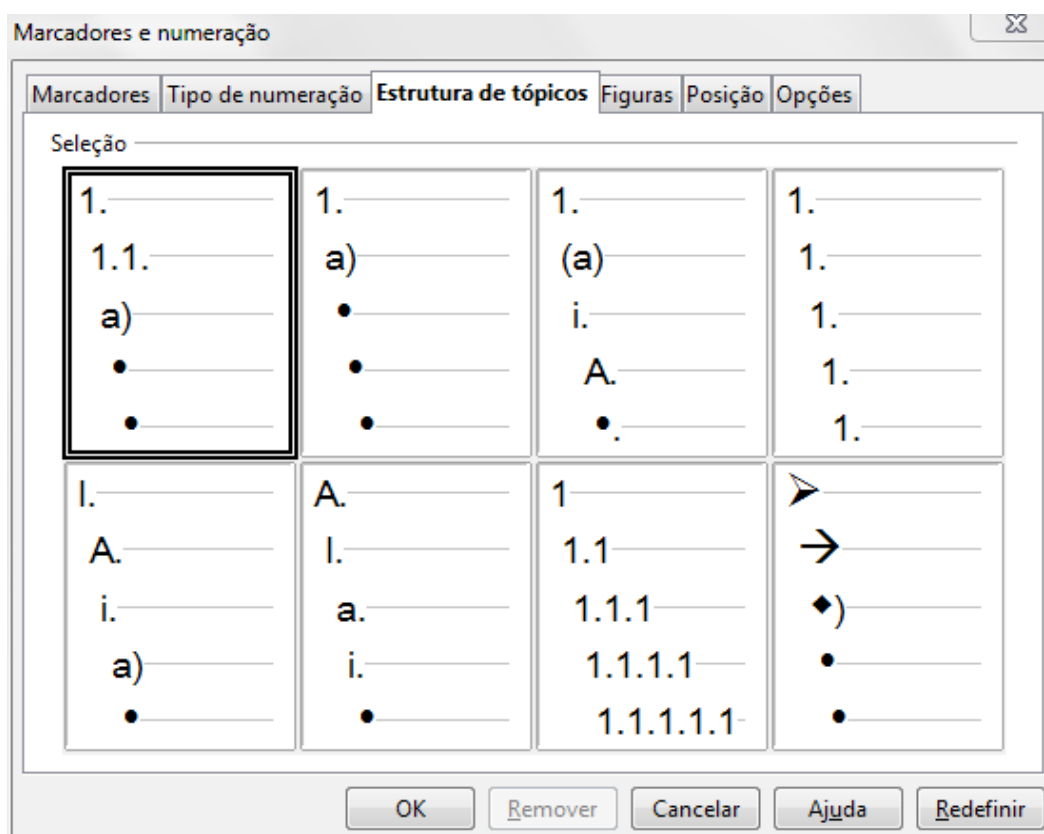 Marcadores e numeração
Marcadores Tipo de numeração Estrutura de tópicos Figuras Posição Opções
Seleção
1.
1.1.
a)
•
•
1.
a)
•
•
•
1.
(a)
i.
A.
•.
1.
1.
1.
1.
1.
I.
A.
i.
a)
•
A.
I.
a.
i.
•
1
1.1
1.1.1
1.1.1.1
1.1.1.1.1
➢
→
◆)
•
•
OK Remover Cancelar Ajuda Redefinir